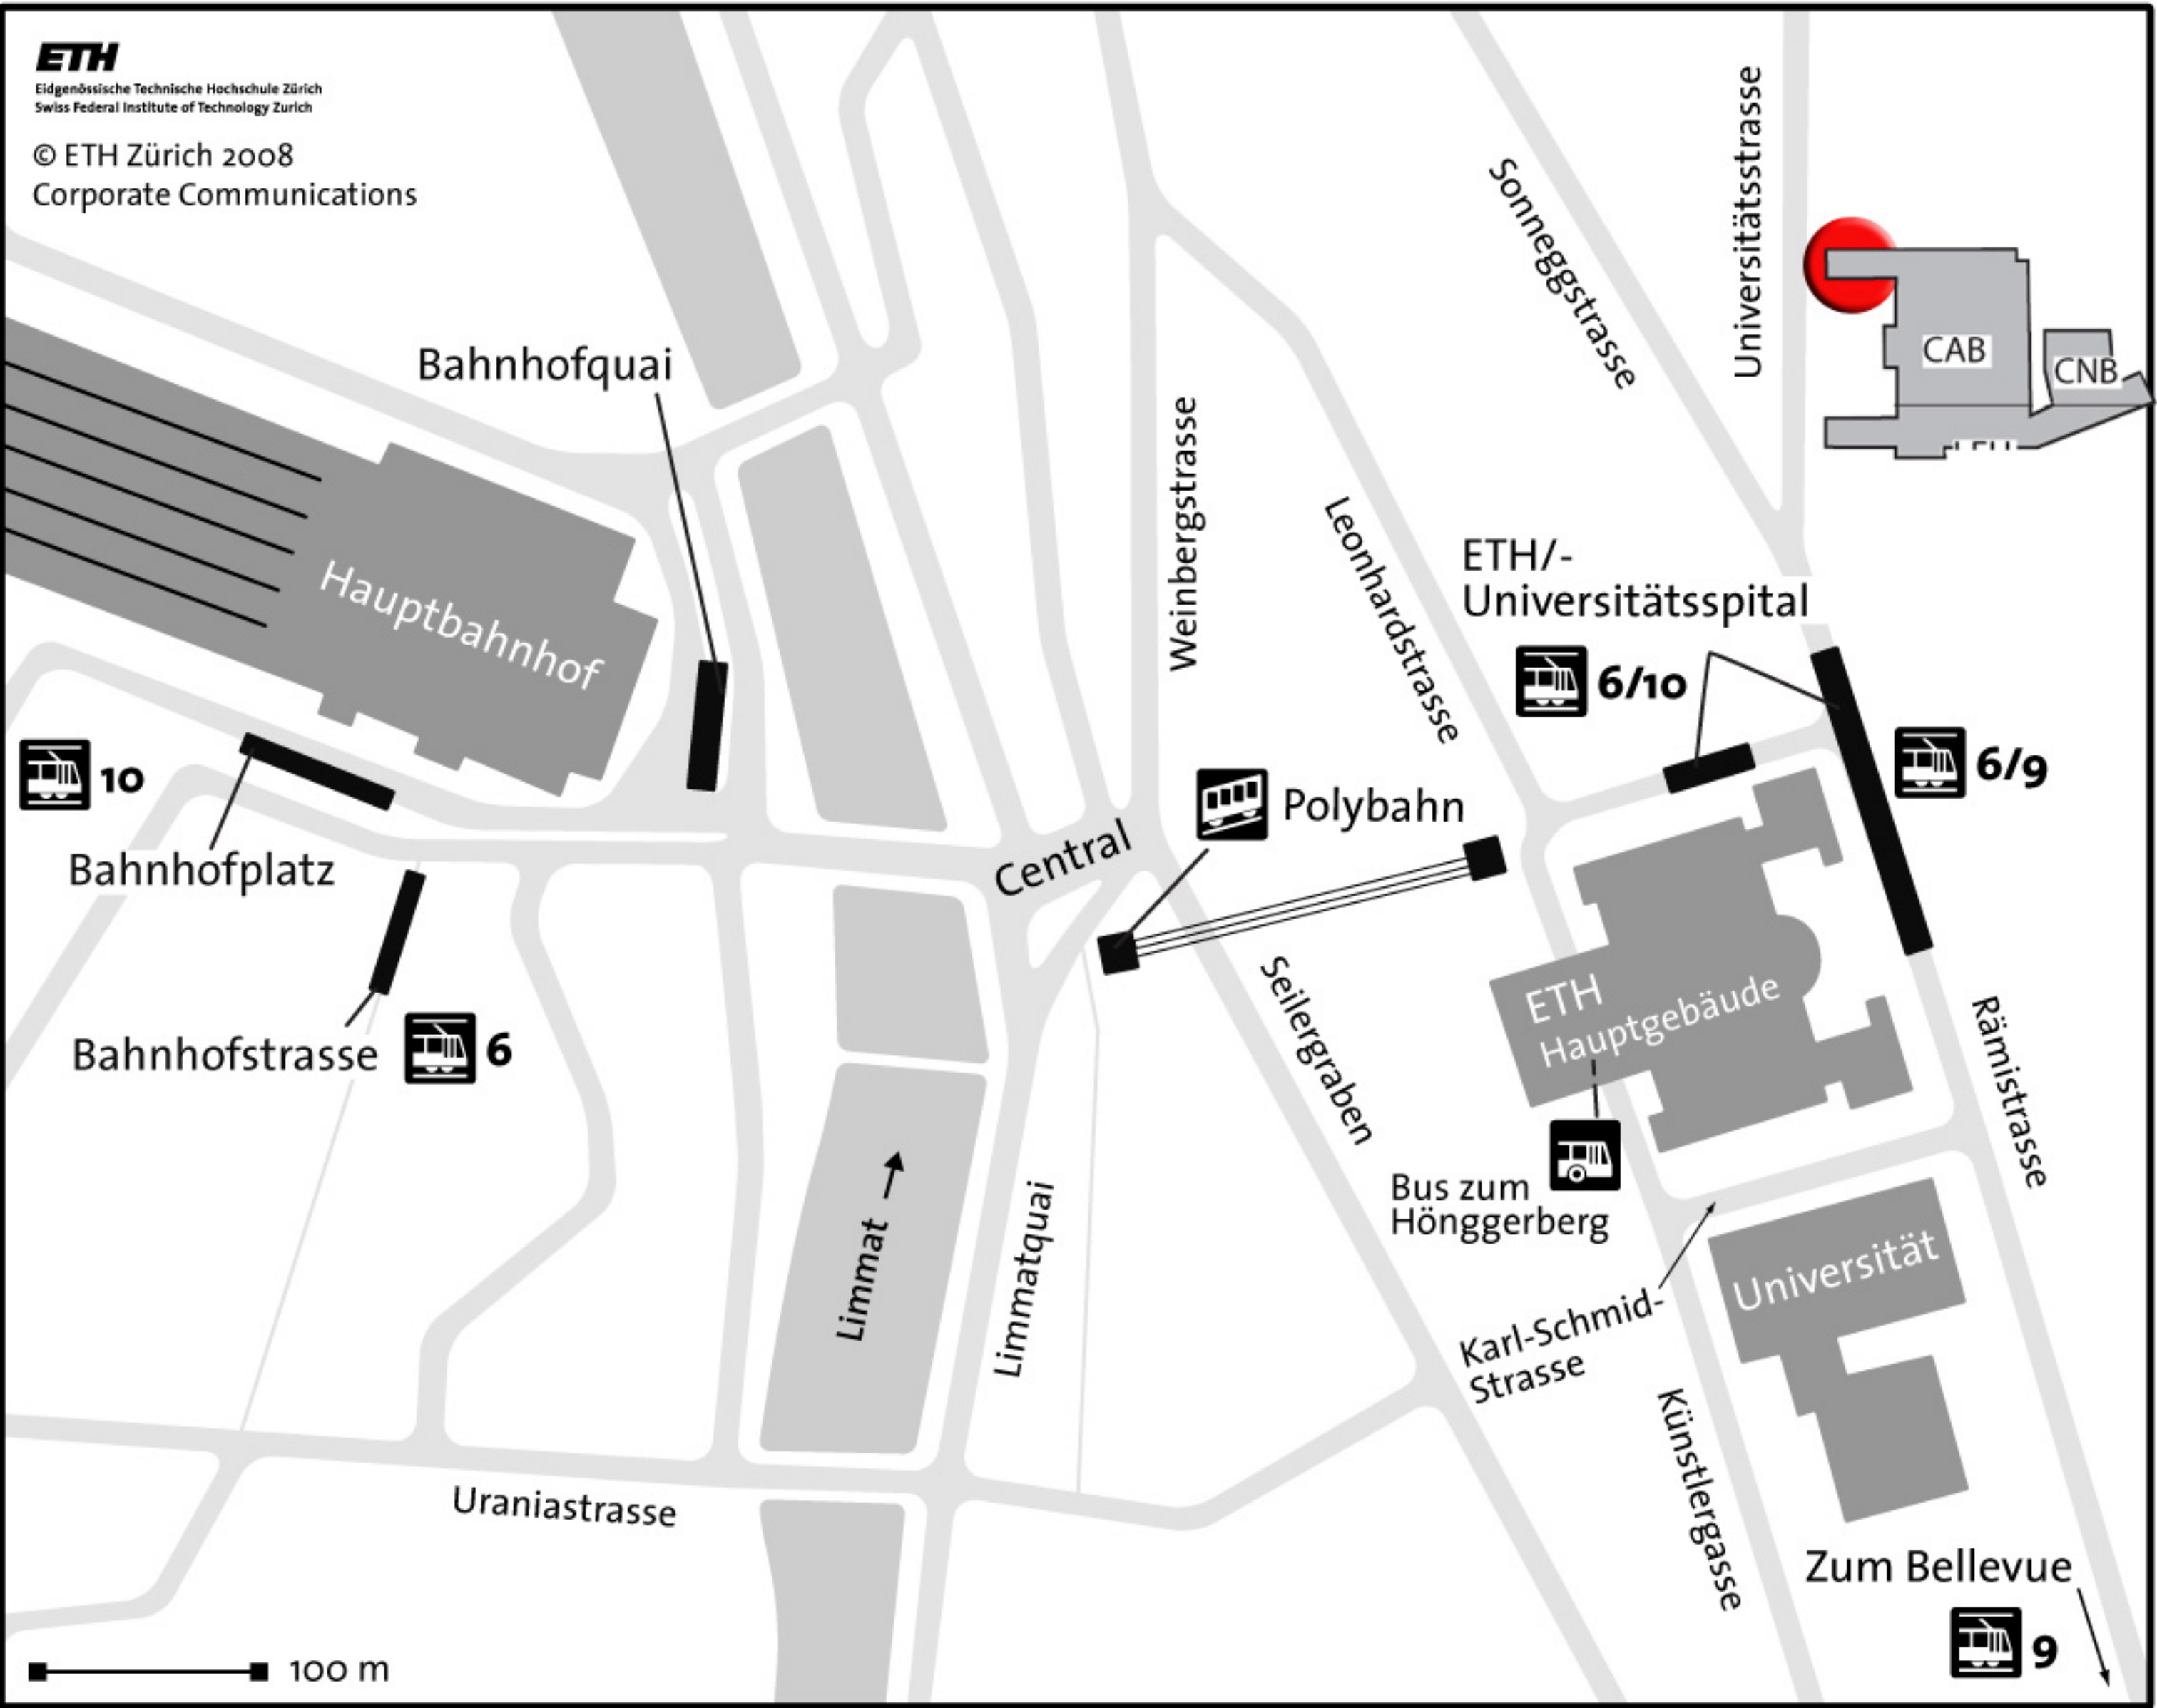 ETH
Eidgenössische Technische Hochschule Zürich
Swiss Federal Institute of Technology Zurich
© ETH Zürich 2008
Corporate Communications
Sonneggstrasse
Universitätsstrasse
CAB
CNB
Bahnhofquai
Weinbergstrasse
Leonhardstrasse
ETH/-
Universitätsspital
6/10
6/9
Hauptbahnhof
10
Bahnhofplatz
Central
Polybahn
Bahnhofstrasse
6
Seilergraben
ETH
Hauptgebäude
Rämistrasse
Bus zum
Hönggerberg
Limmat
Limmatquai
Universität
Karl-Schmid-
Strasse
Künstlergasse
Uraniastrasse
Zum Bellevue
9
100 m